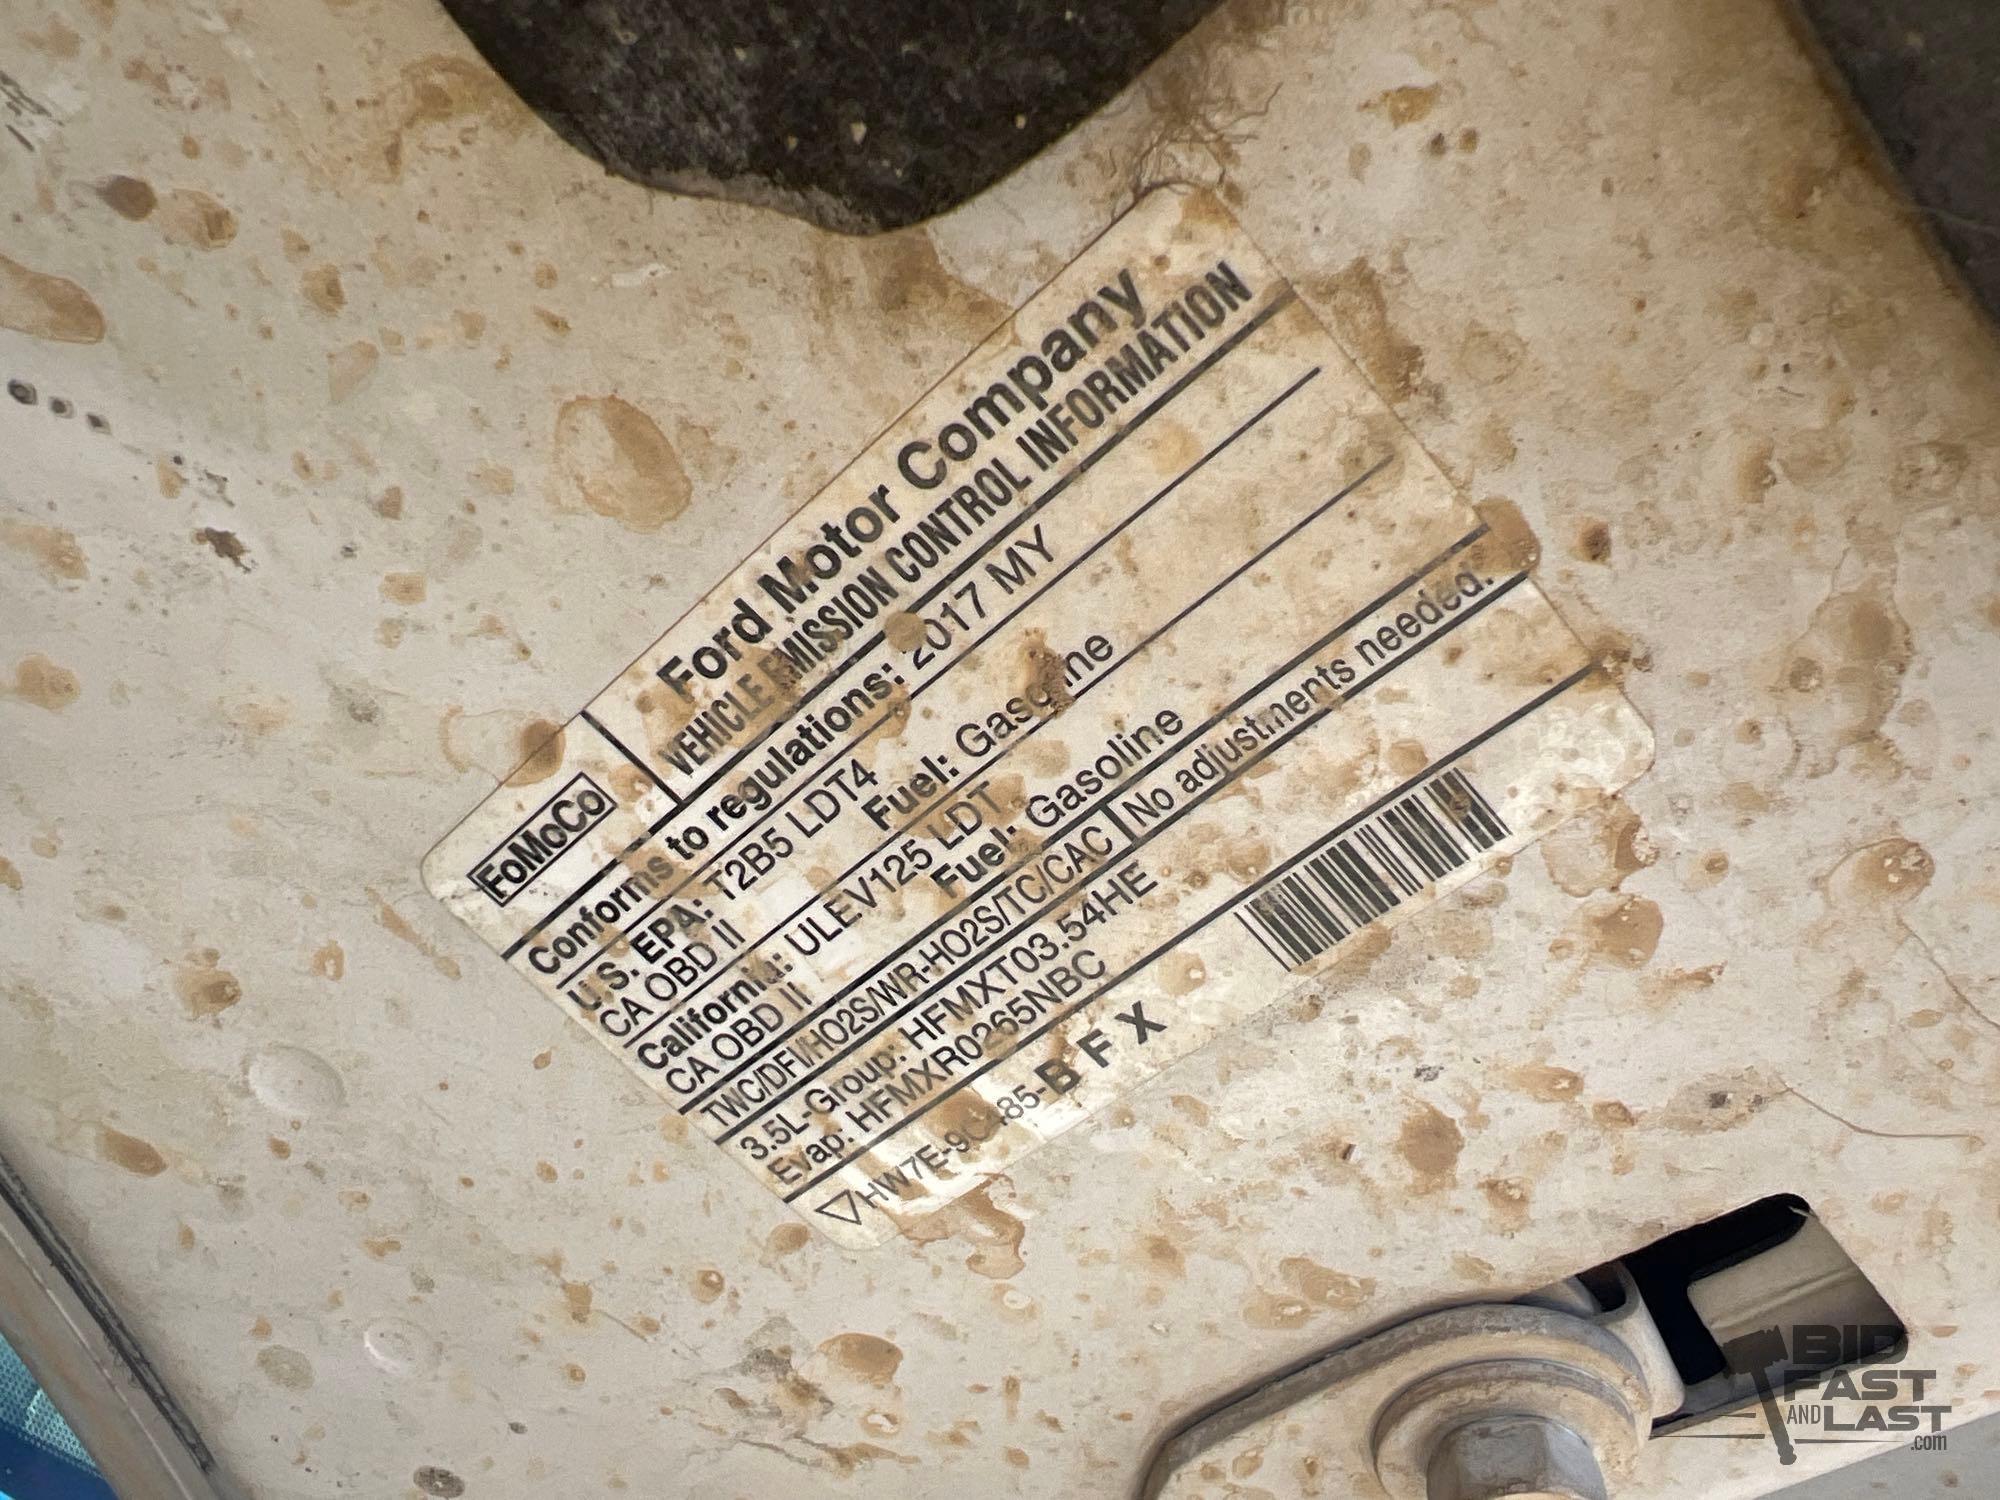 FoMoCo
Ford Motor Company
VEHICLE EMISSION CONTROL INFORMATION
Conforms to regulations: 2017 MY
U.S. EPA: T2B5 LDT4
CA OBD II Fuel: Gasoline
California: ULEV125 LDT
CA OBD II Fuel: Gasoline
TWC/DFI/HO2S/WR-HO2S/TC/CAC No adjustments needed.
3.5L-Group: HFMXT03.54HE
Evap: HFMXR0265NBC
HW7E-9C485-B F X
BID
FAST
AND LAST
.com